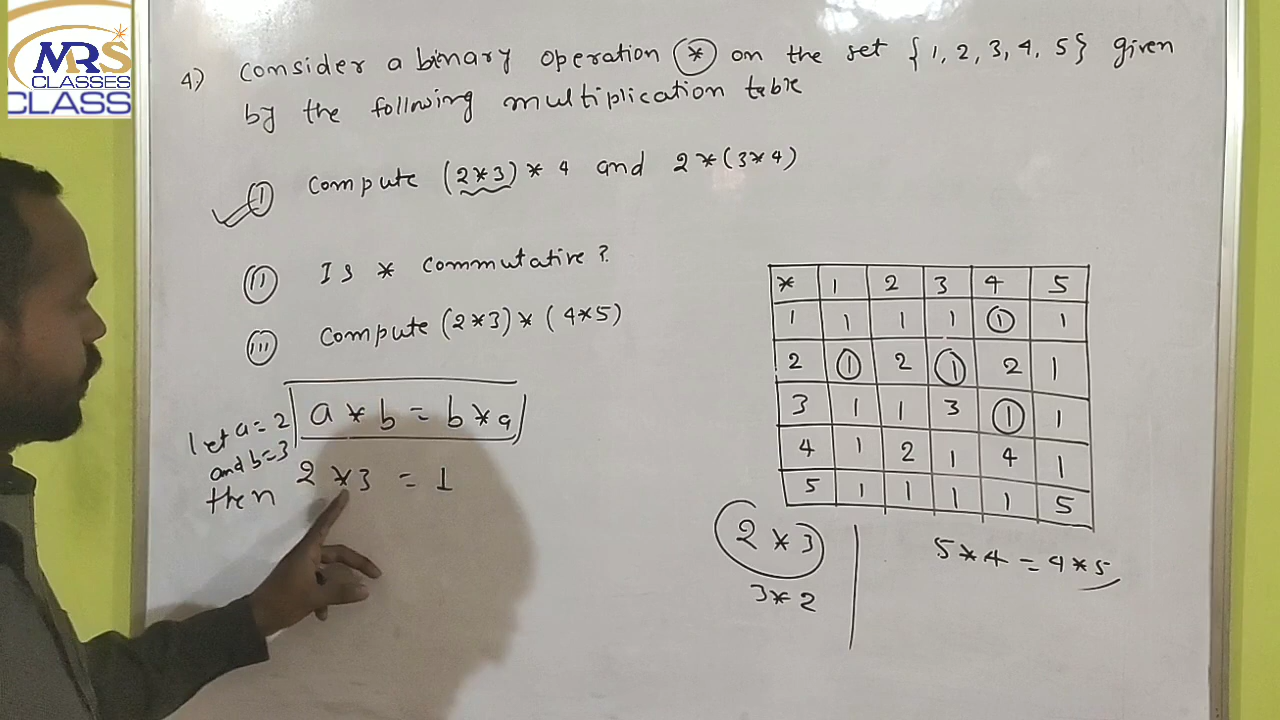 MRS
CLASSES
CLASS
4) Consider a binary operation * on the set {1, 2, 3, 4, 5} given
by the following multiplication table
(i) Compute (2*3) * 4 and 2*(3*4)
(ii) Is * commutative?
(iii) Compute (2*3) * (4*5)
let a=2 a * b = b * a
and b=3
then 2 * 3 = 1
* 1 2 3 4 5
1 1 1 1 1 1
2 1 2 1 2 1
3 1 1 3 1 1
4 1 2 1 4 1
5 1 1 1 1 5
2 * 3
3 * 2
5 * 4 = 4 * 5